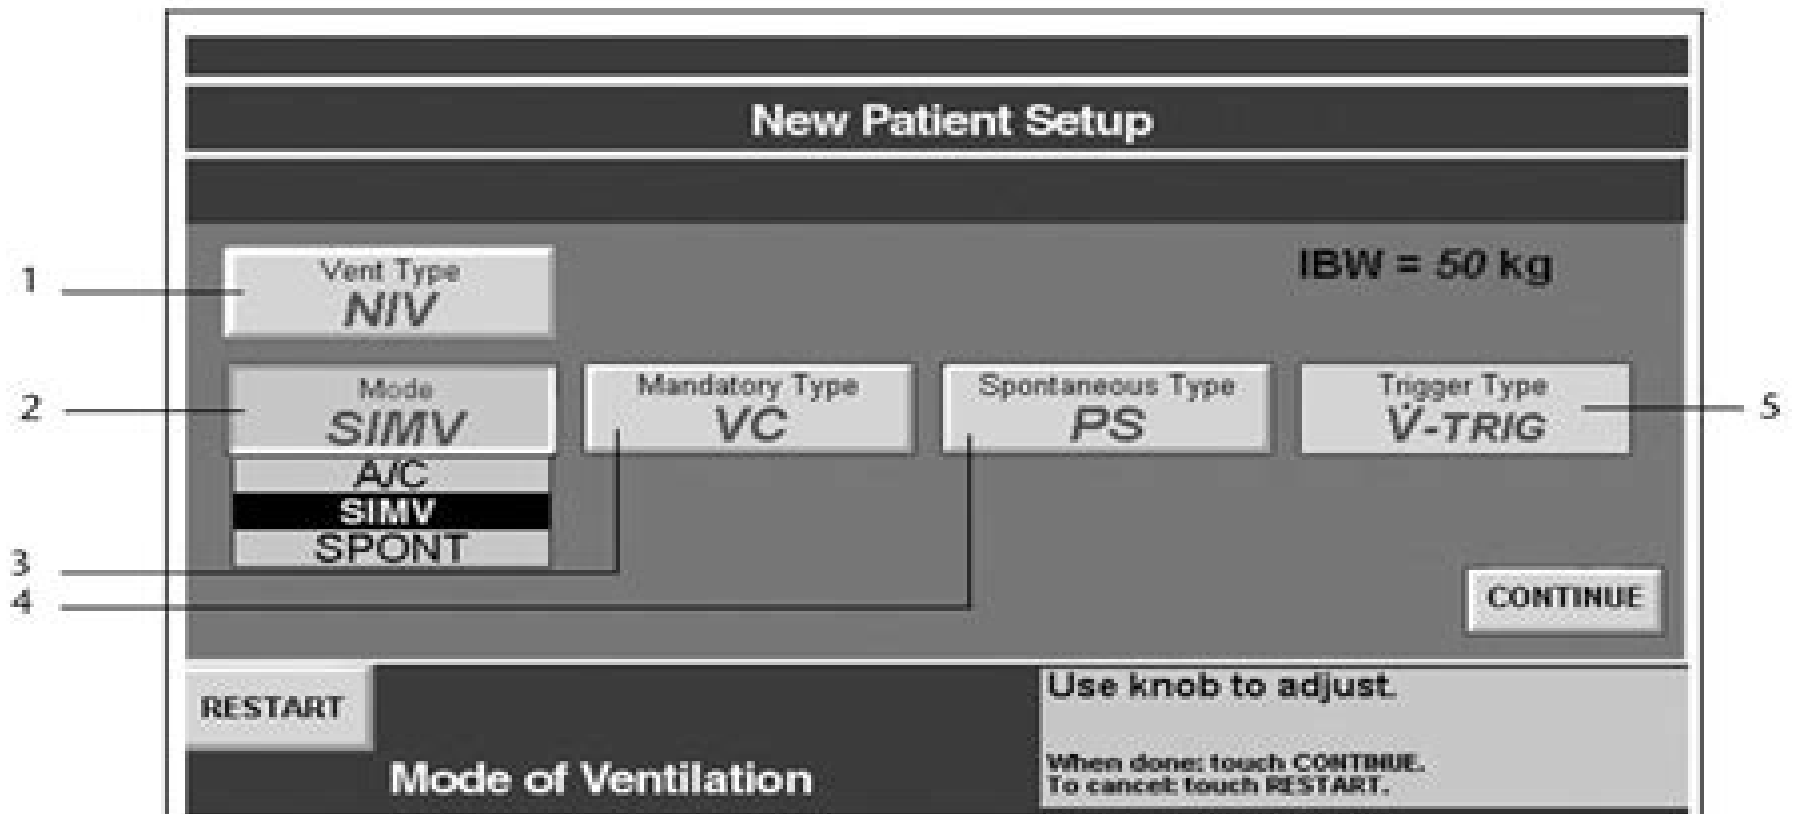 New Patient Setup
1
Vent Type
NIV
IBW = 50 kg
2
Mode
SIMV
Mandatory Type
VC
Spontaneous Type
PS
Trigger Type
V̇-TRIG
5
A/C
SIMV
SPONT
3
4
CONTINUE
RESTART
Mode of Ventilation
Use knob to adjust.
When done: touch CONTINUE.
To cancel: touch RESTART.